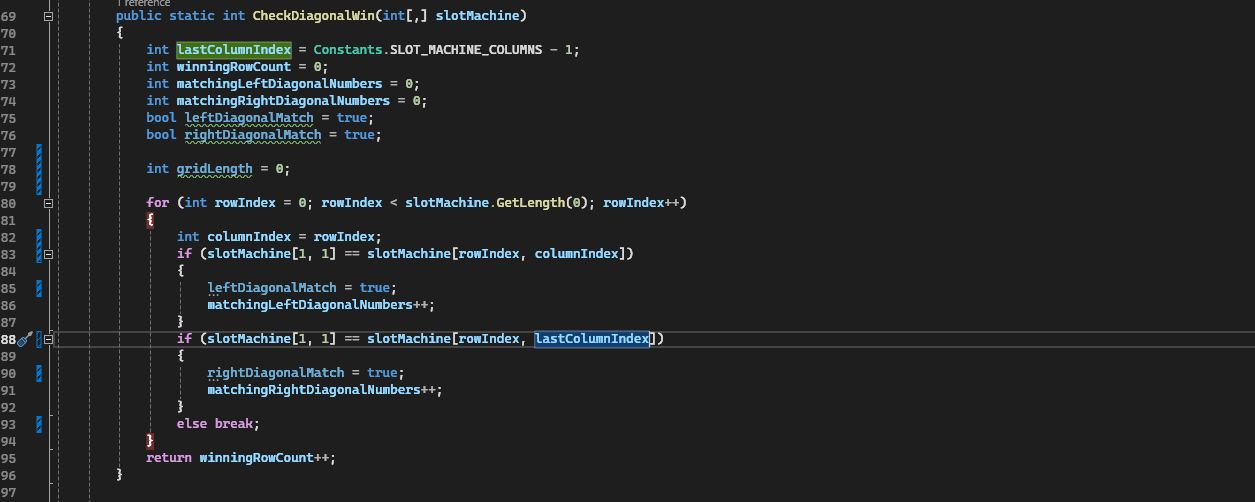 1 reference
69 public static int CheckDiagonalWin(int[,] slotMachine)
70 {
71 int lastColumnIndex = Constants.SLOT_MACHINE_COLUMNS - 1;
72 int winningRowCount = 0;
73 int matchingLeftDiagonalNumbers = 0;
74 int matchingRightDiagonalNumbers = 0;
75 bool leftDiagonalMatch = true;
76 bool rightDiagonalMatch = true;
77
78 int gridLength = 0;
79
80 for (int rowIndex = 0; rowIndex < slotMachine.GetLength(0); rowIndex++)
81 {
82 int columnIndex = rowIndex;
83 if (slotMachine[1, 1] == slotMachine[rowIndex, columnIndex])
84 {
85 leftDiagonalMatch = true;
86 matchingLeftDiagonalNumbers++;
87 }
88 if (slotMachine[1, 1] == slotMachine[rowIndex, lastColumnIndex])
89 {
90 rightDiagonalMatch = true;
91 matchingRightDiagonalNumbers++;
92 }
93 else break;
94 }
95 return winningRowCount++;
96 }
97